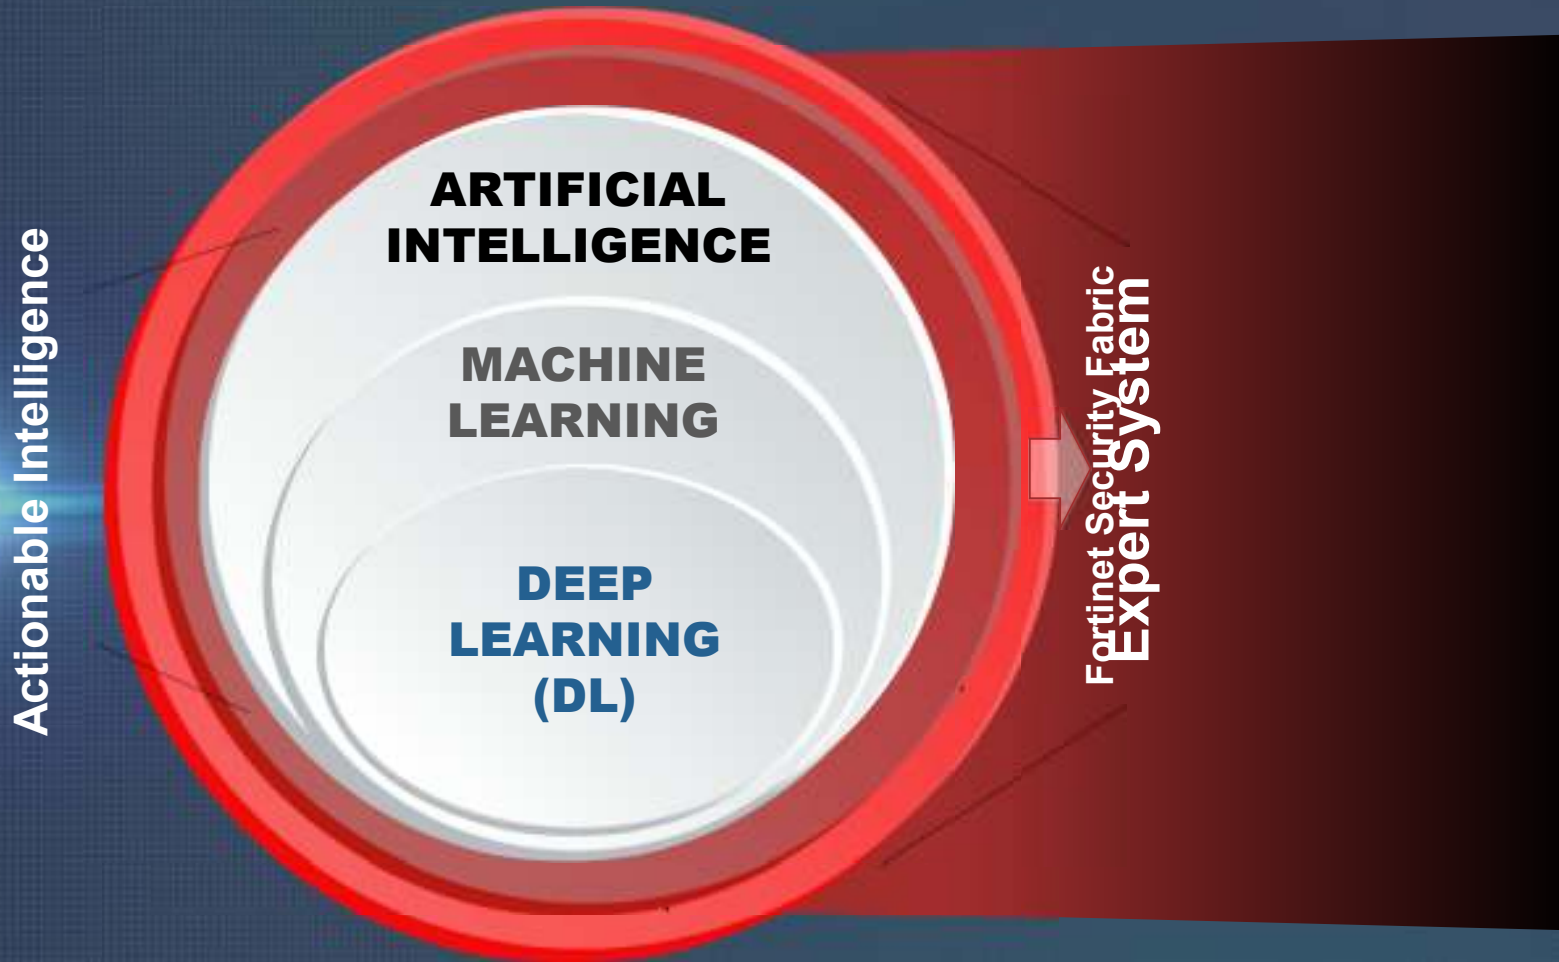 Actionable Intelligence
ARTIFICIAL
INTELLIGENCE
MACHINE
LEARNING
DEEP
LEARNING
(DL)
Fortinet Security Fabric
Expert System